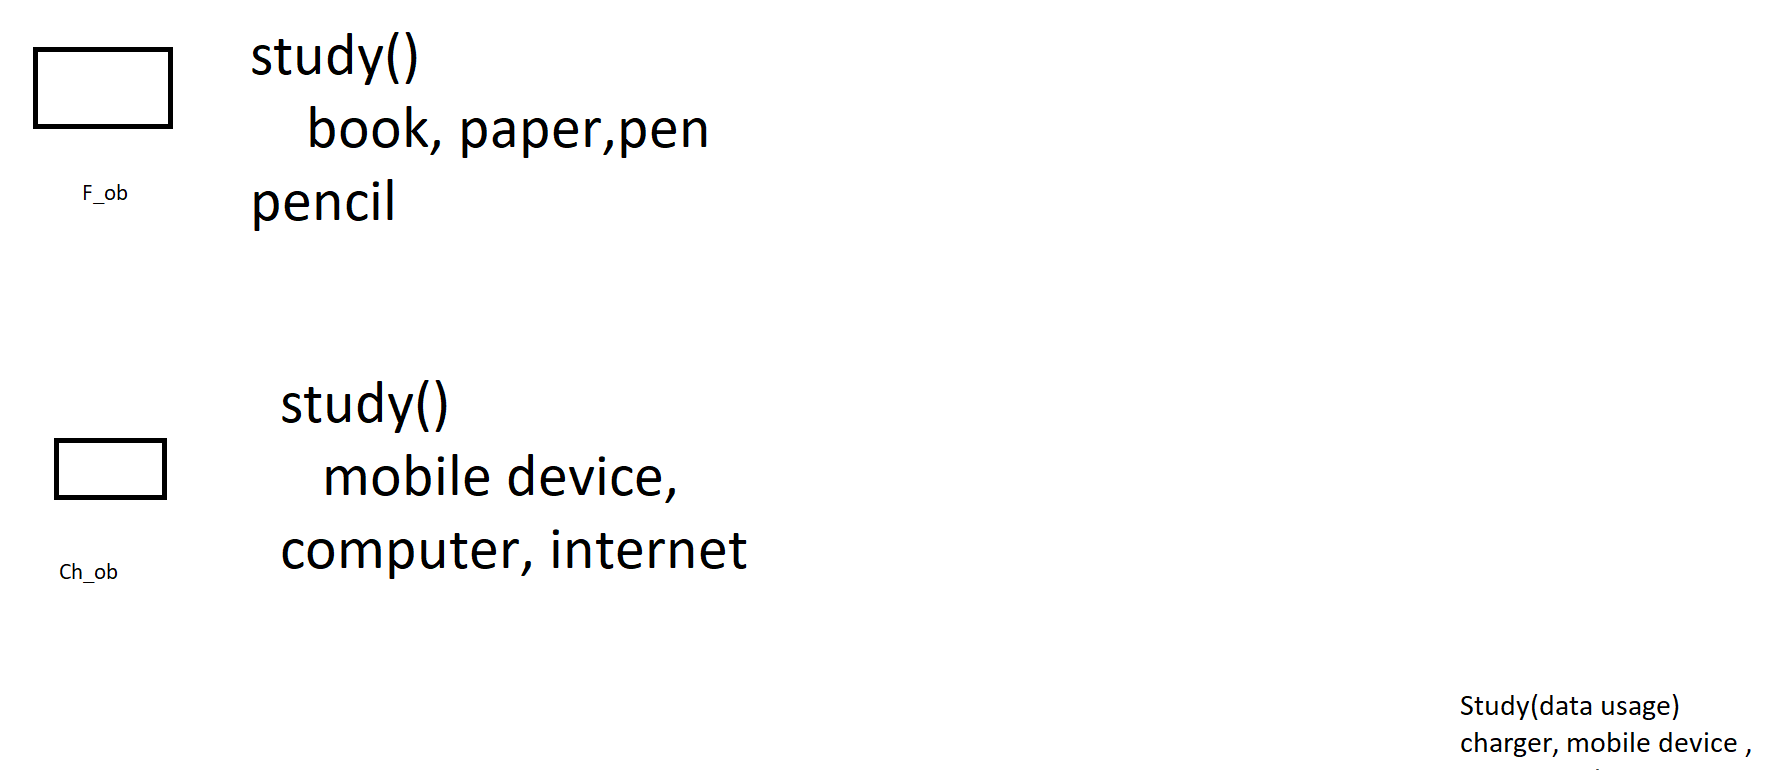 study()
book, paper,pen
pencil
F_ob
study()
mobile device,
computer, internet
Ch_ob
Study(data usage)
charger, mobile device ,